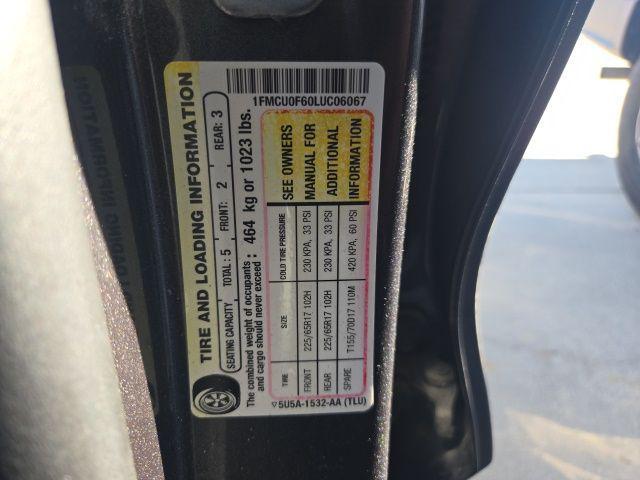 TIRE AND LOADING INFORMATION
SEATING CAPACITY TOTAL: 5 FRONT: 2 REAR: 3
The combined weight of occupants and cargo should never exceed : 464 kg or 1023 lbs.
TIRE SIZE COLD TIRE PRESSURE
FRONT 225/65R17 102H 230 KPA, 33 PSI
REAR 225/65R17 102H 230 KPA, 33 PSI
SPARE T155/70D17 110M 420 KPA, 60 PSI
SEE OWNERS
MANUAL FOR
ADDITIONAL
INFORMATION
1FMCU0F60LUC06067
5U5A-1532-AA (TLU)